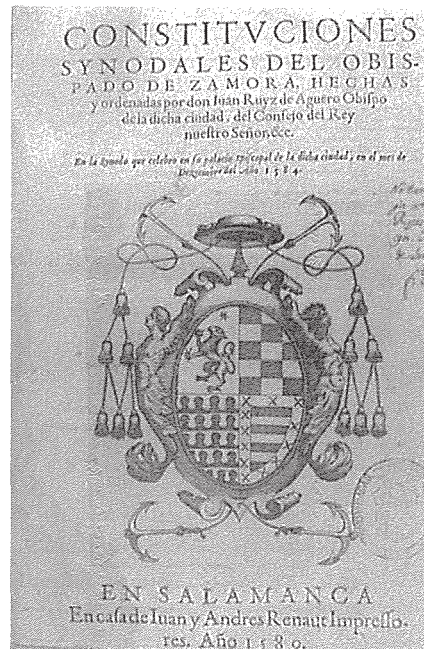 CONSTITVCIONES
SYNODALES DEL OBIS-
PADO DE ZAMORA, HECHAS
y ordenadas por don Iuan Ruyz de Aguero Obispo
de la dicha ciudad, del Consejo del Rey
nuestro Señor, &c.
En la Synodo que celebro en su palacio episcopal de la dicha ciudad, en el mes de
Deziembre del Año 1584.
EN SALAMANCA
En casa de Iuan y Andres Renaut Impresso-
res. Año 1589.